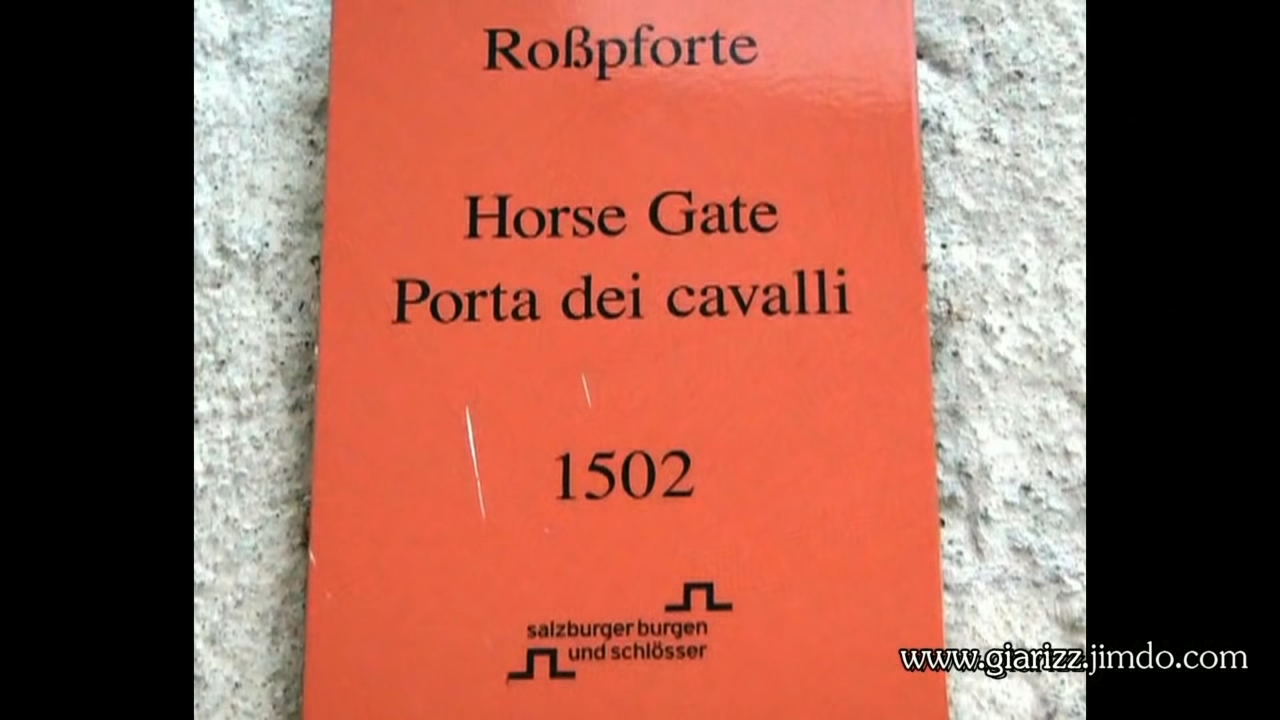 Roßpforte
Horse Gate
Porta dei cavalli
1502
salzburger burgen
und schlösser
www.giarizz.jimdo.com